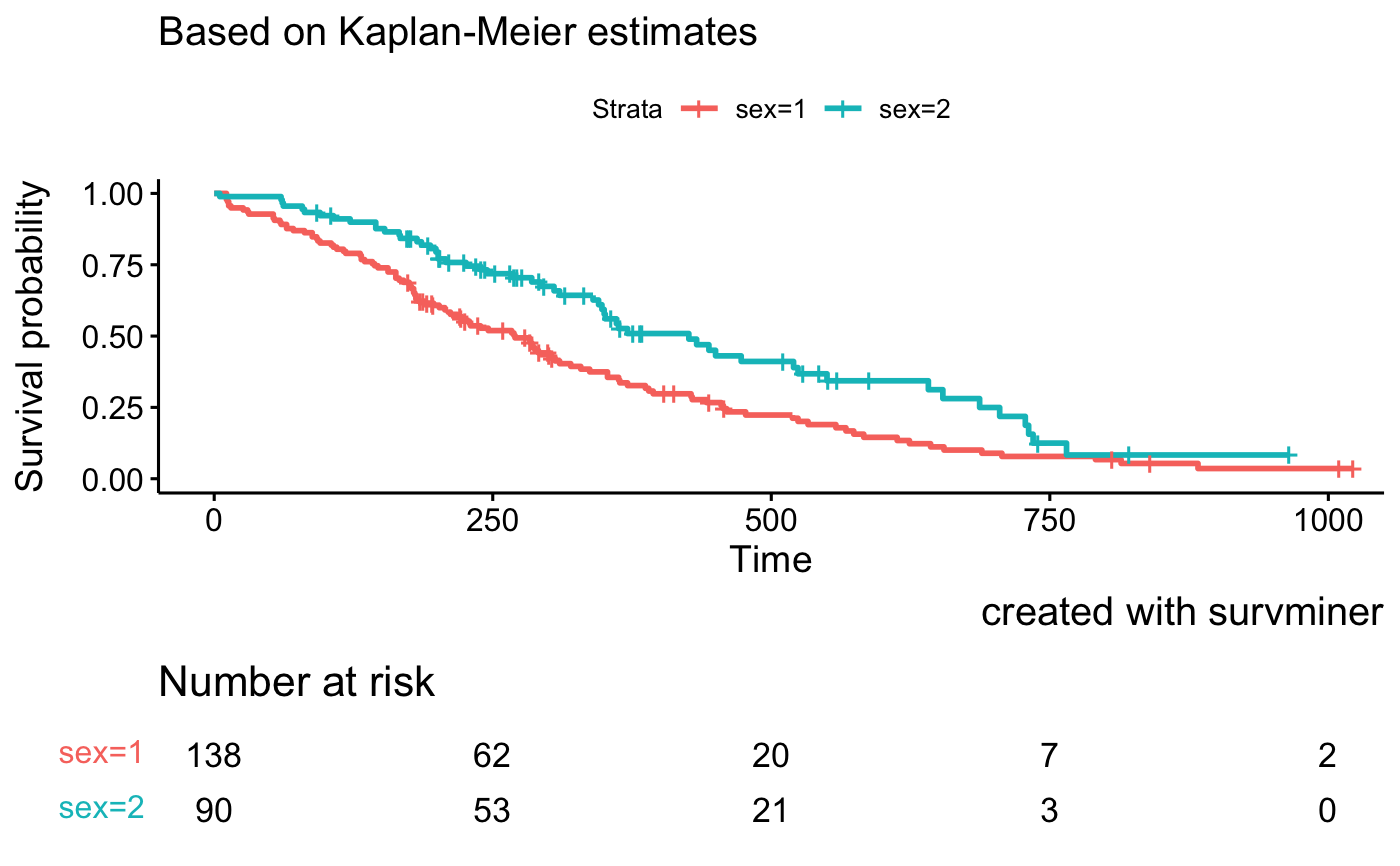 Based on Kaplan-Meier estimates
Strata sex=1 sex=2
Survival probability
1.00
0.75
0.50
0.25
0.00
0 250 500 750 1000
Time
created with survminer
Number at risk
sex=1 138 62 20 7 2
sex=2 90 53 21 3 0